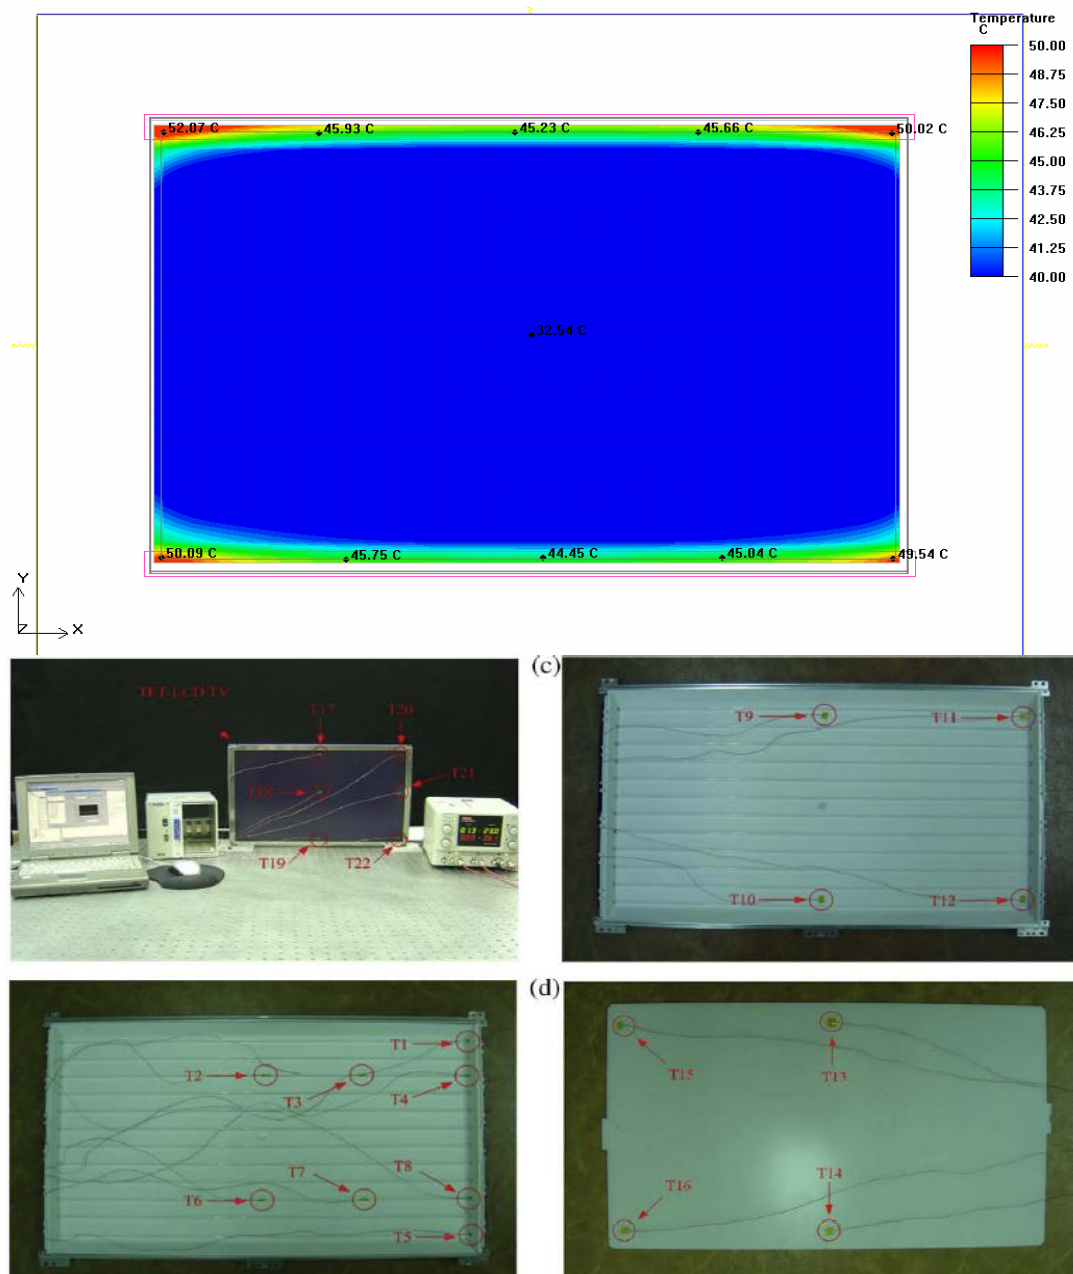 Temperature
C
50.00
48.75
47.50
46.25
45.00
43.75
42.50
41.25
40.00
52.07 C
45.93 C
45.23 C
45.66 C
50.02 C
32.54 C
50.09 C
45.75 C
44.45 C
45.04 C
49.54 C
Y
Z
X
(c)
TFT-LCD TV
T17
T20
T18
T21
T19
T22
T9
T11
T10
T12
(d)
T1
T2
T3
T4
T7
T8
T6
T5
T15
T13
T16
T14